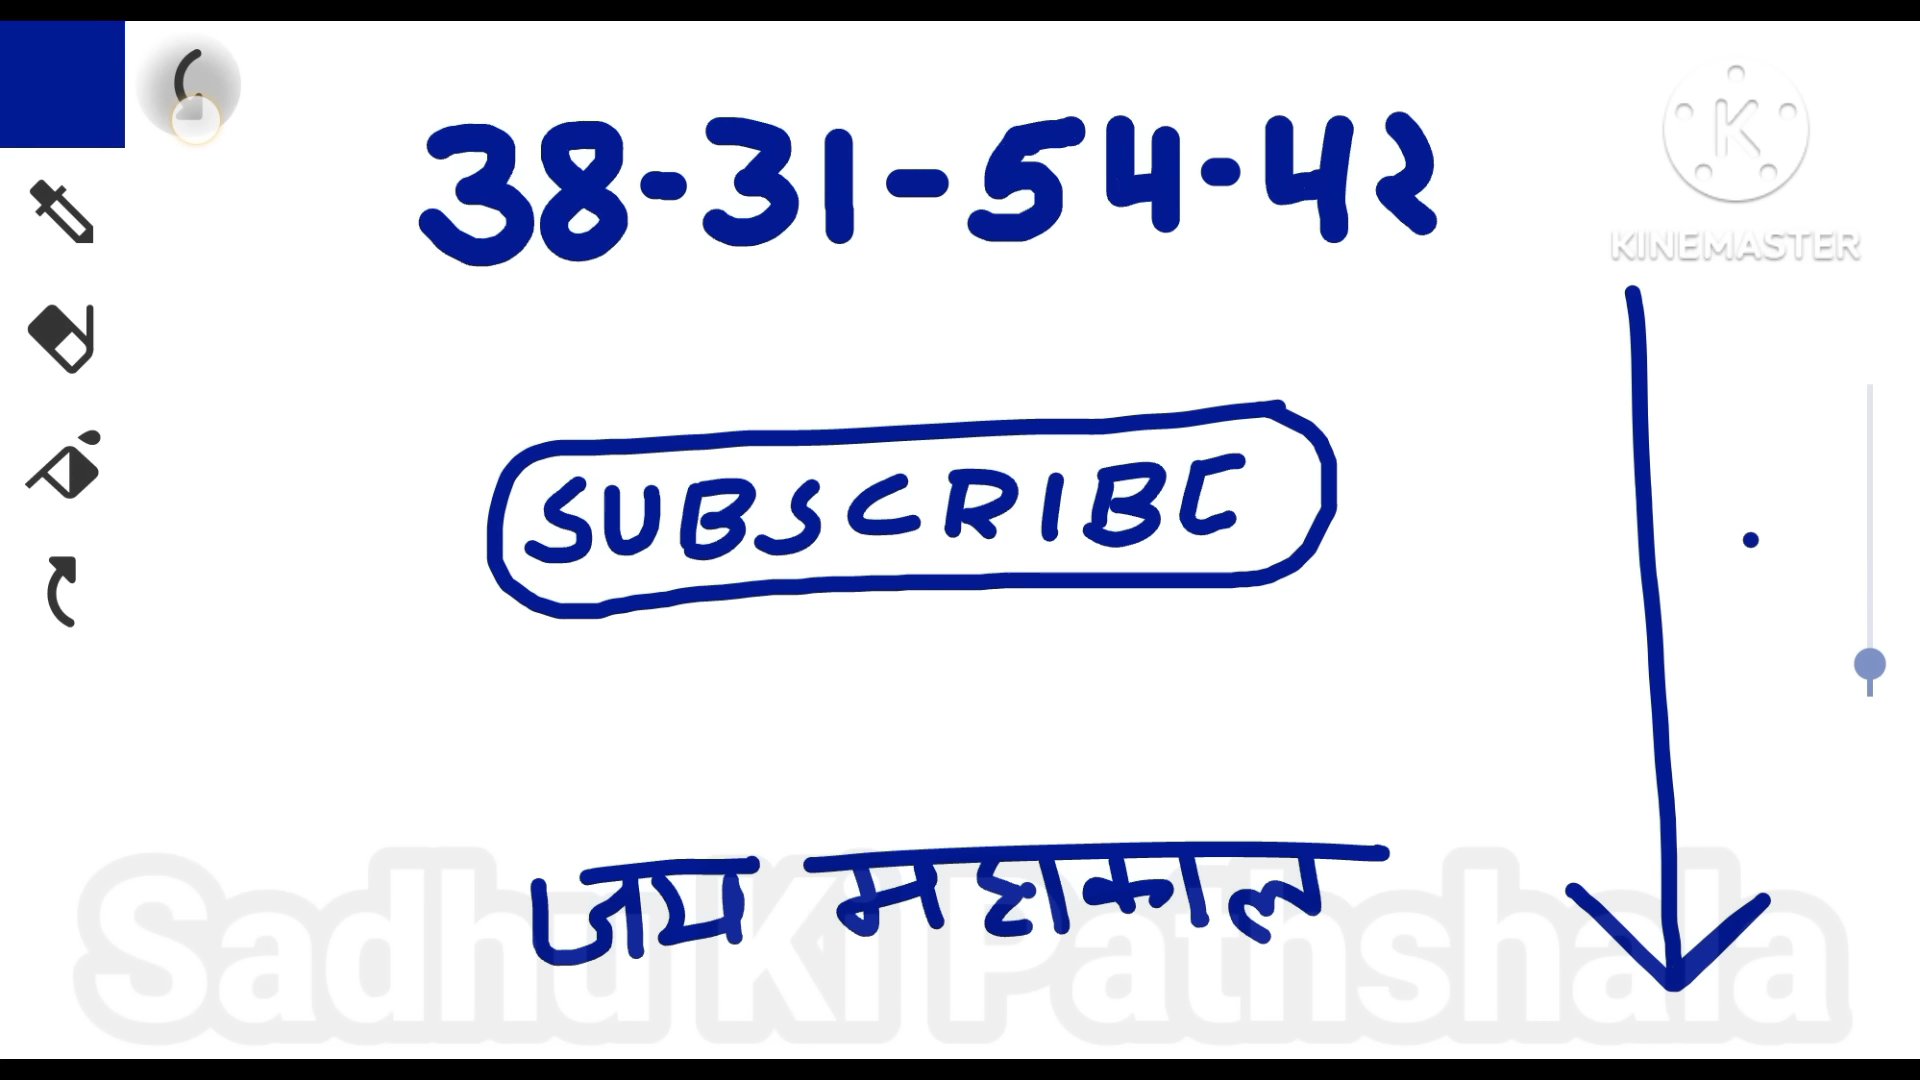 38-31-54-42
KINEMASTER
SUBSCRIBE
जय महाकाल
Sadhu Ki Pathshala